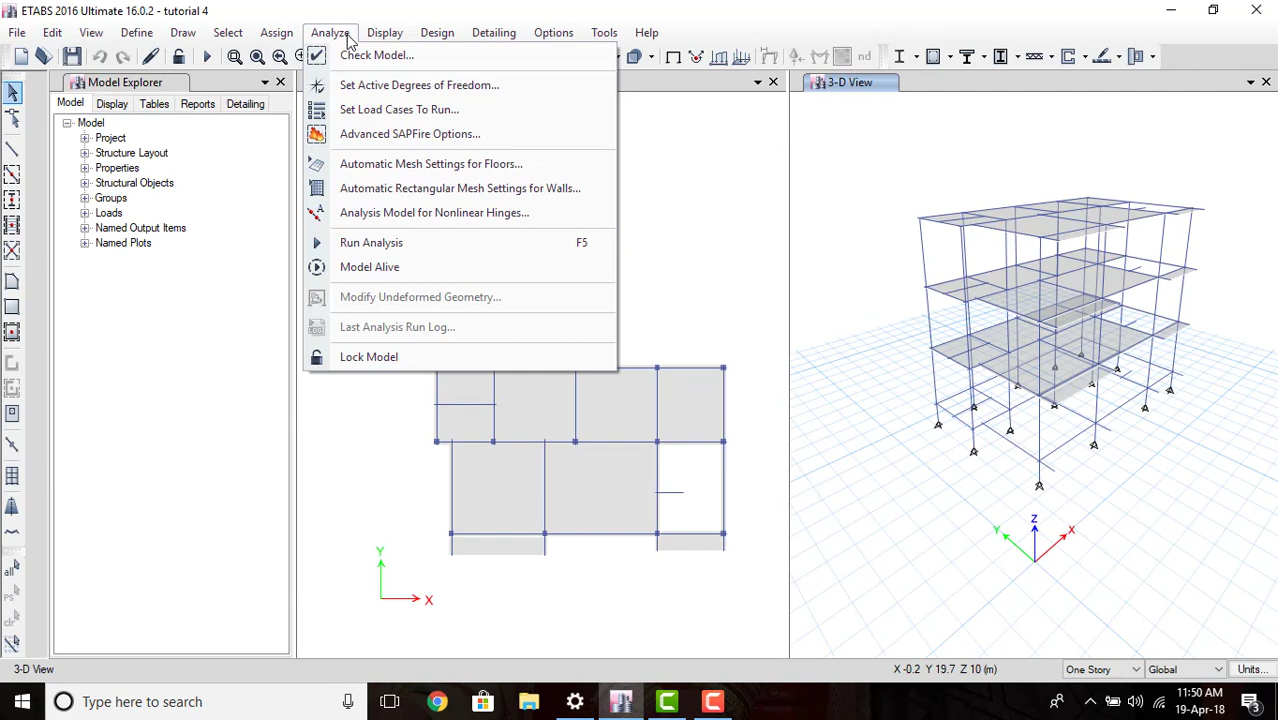 ETABS 2016 Ultimate 16.0.2 - tutorial 4
File Edit View Define Draw Select Assign Analyze Display Design Detailing Options Tools Help
Model Explorer
Model Display Tables Reports Detailing
Model
Project
Structure Layout
Properties
Structural Objects
Groups
Loads
Named Output Items
Named Plots
Check Model...
Set Active Degrees of Freedom...
Set Load Cases To Run...
Advanced SAPFire Options...
Automatic Mesh Settings for Floors...
Automatic Rectangular Mesh Settings for Walls...
Analysis Model for Nonlinear Hinges...
Run Analysis F5
Model Alive
Modify Undeformed Geometry...
Last Analysis Run Log...
Lock Model
Y
X
3-D View
nd
Z
Y
X
all
PS
clr
3-D View
X -0.2 Y 19.7 Z 10 (m)
One Story
Global
Units...
Type here to search
11:50 AM
19-Apr-18
3